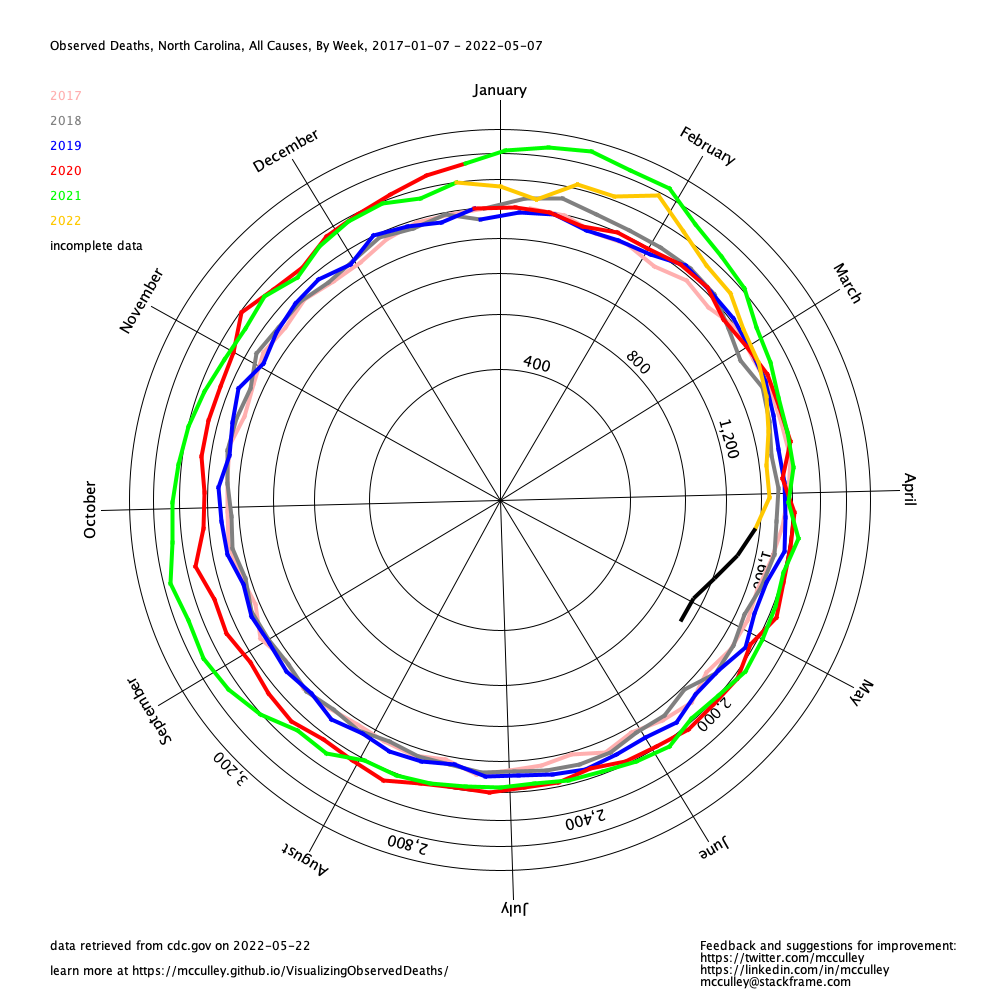 Observed Deaths, North Carolina, All Causes, By Week, 2017-01-07 - 2022-05-07
2017
2018
2019
2020
2021
2022
incomplete data
January
February
March
April
May
June
July
August
September
October
November
December
400
800
1,200
1,600
2,000
2,400
2,800
3,200
data retrieved from cdc.gov on 2022-05-22
learn more at https://mcculley.github.io/VisualizingObservedDeaths/
Feedback and suggestions for improvement:
https://twitter.com/mcculley
https://linkedin.com/in/mcculley
mcculley@stackframe.com